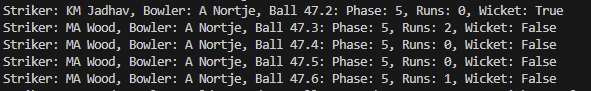 Striker: KM Jadhav, Bowler: A Nortje, Ball 47.2: Phase: 5, Runs: 0, Wicket: True
Striker: MA Wood, Bowler: A Nortje, Ball 47.3: Phase: 5, Runs: 2, Wicket: False
Striker: MA Wood, Bowler: A Nortje, Ball 47.4: Phase: 5, Runs: 0, Wicket: False
Striker: MA Wood, Bowler: A Nortje, Ball 47.5: Phase: 5, Runs: 0, Wicket: False
Striker: MA Wood, Bowler: A Nortje, Ball 47.6: Phase: 5, Runs: 1, Wicket: False